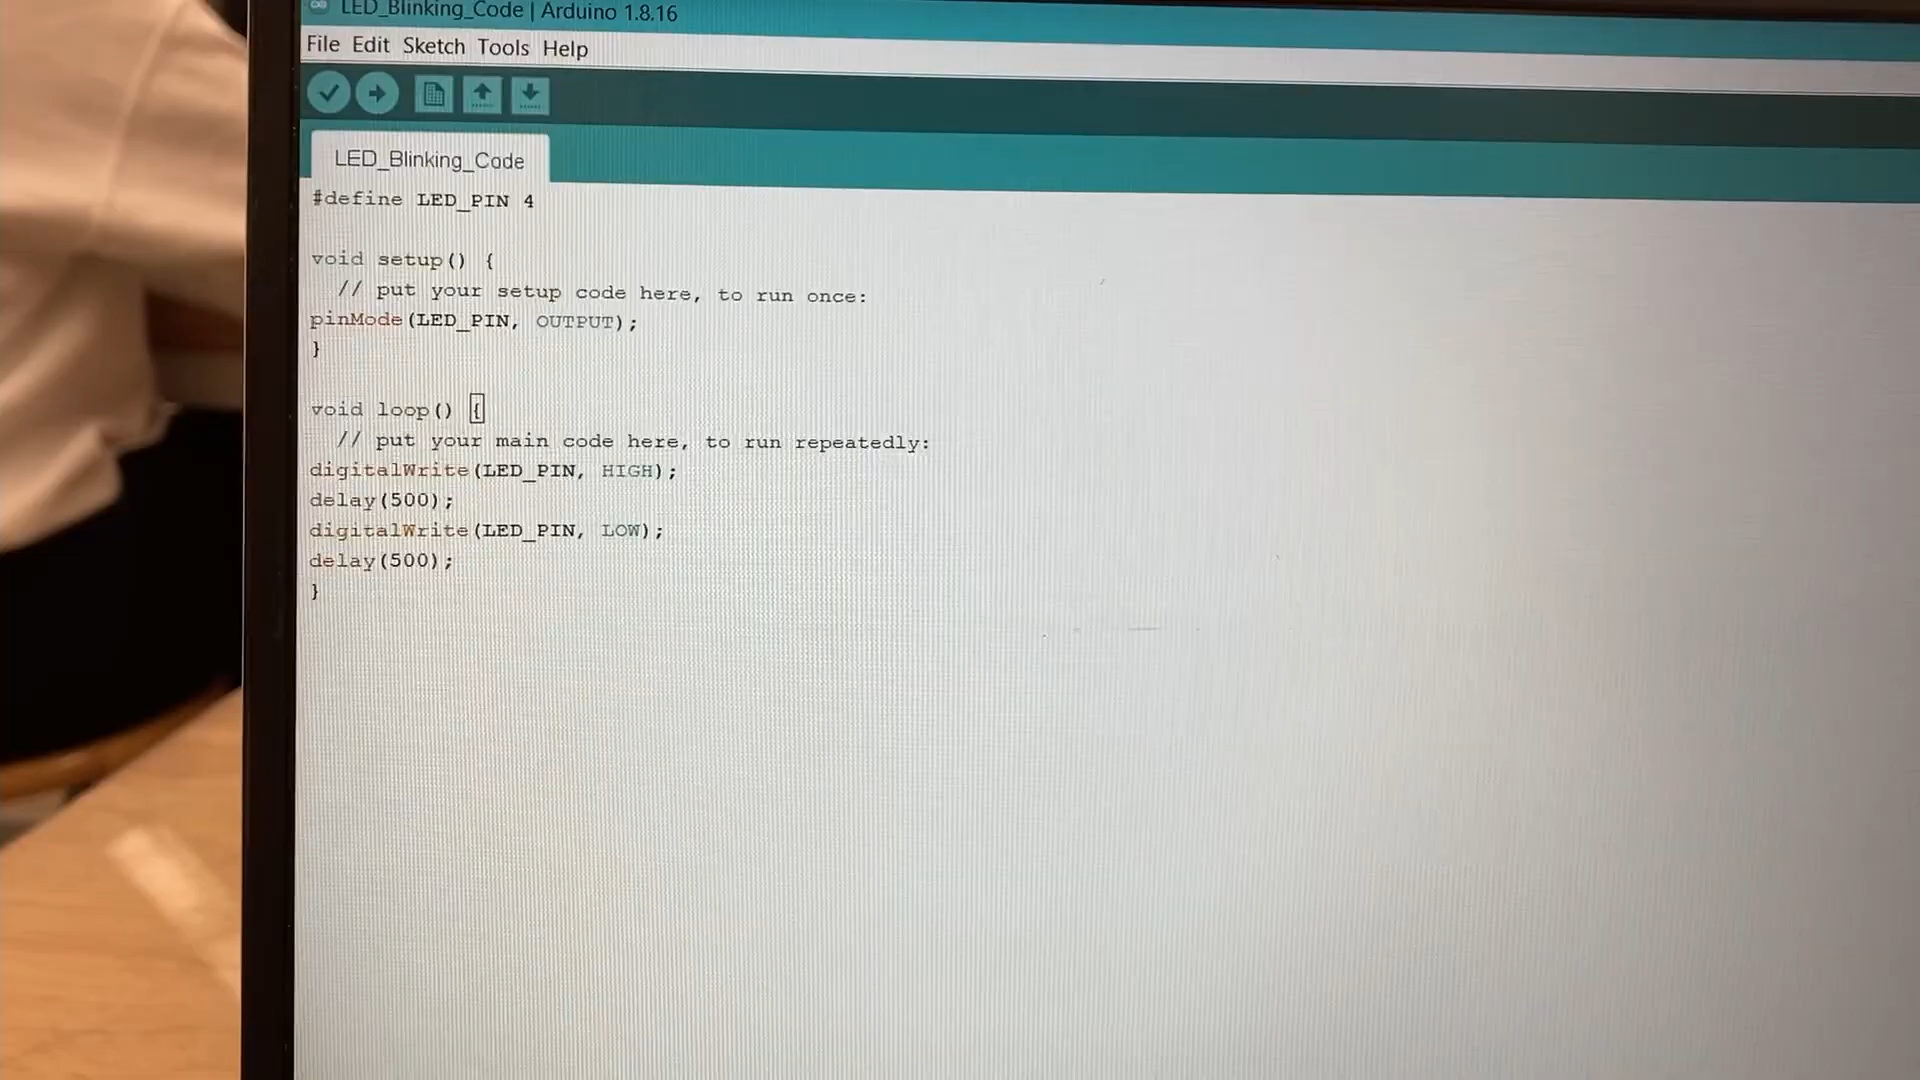 LED_Blinking_Code | Arduino 1.8.16
File Edit Sketch Tools Help
LED_Blinking_Code
#define LED_PIN 4
void setup() {
// put your setup code here, to run once:
pinMode(LED_PIN, OUTPUT);
}
void loop() {
// put your main code here, to run repeatedly:
digitalWrite(LED_PIN, HIGH);
delay(500);
digitalWrite(LED_PIN, LOW);
delay(500);
}